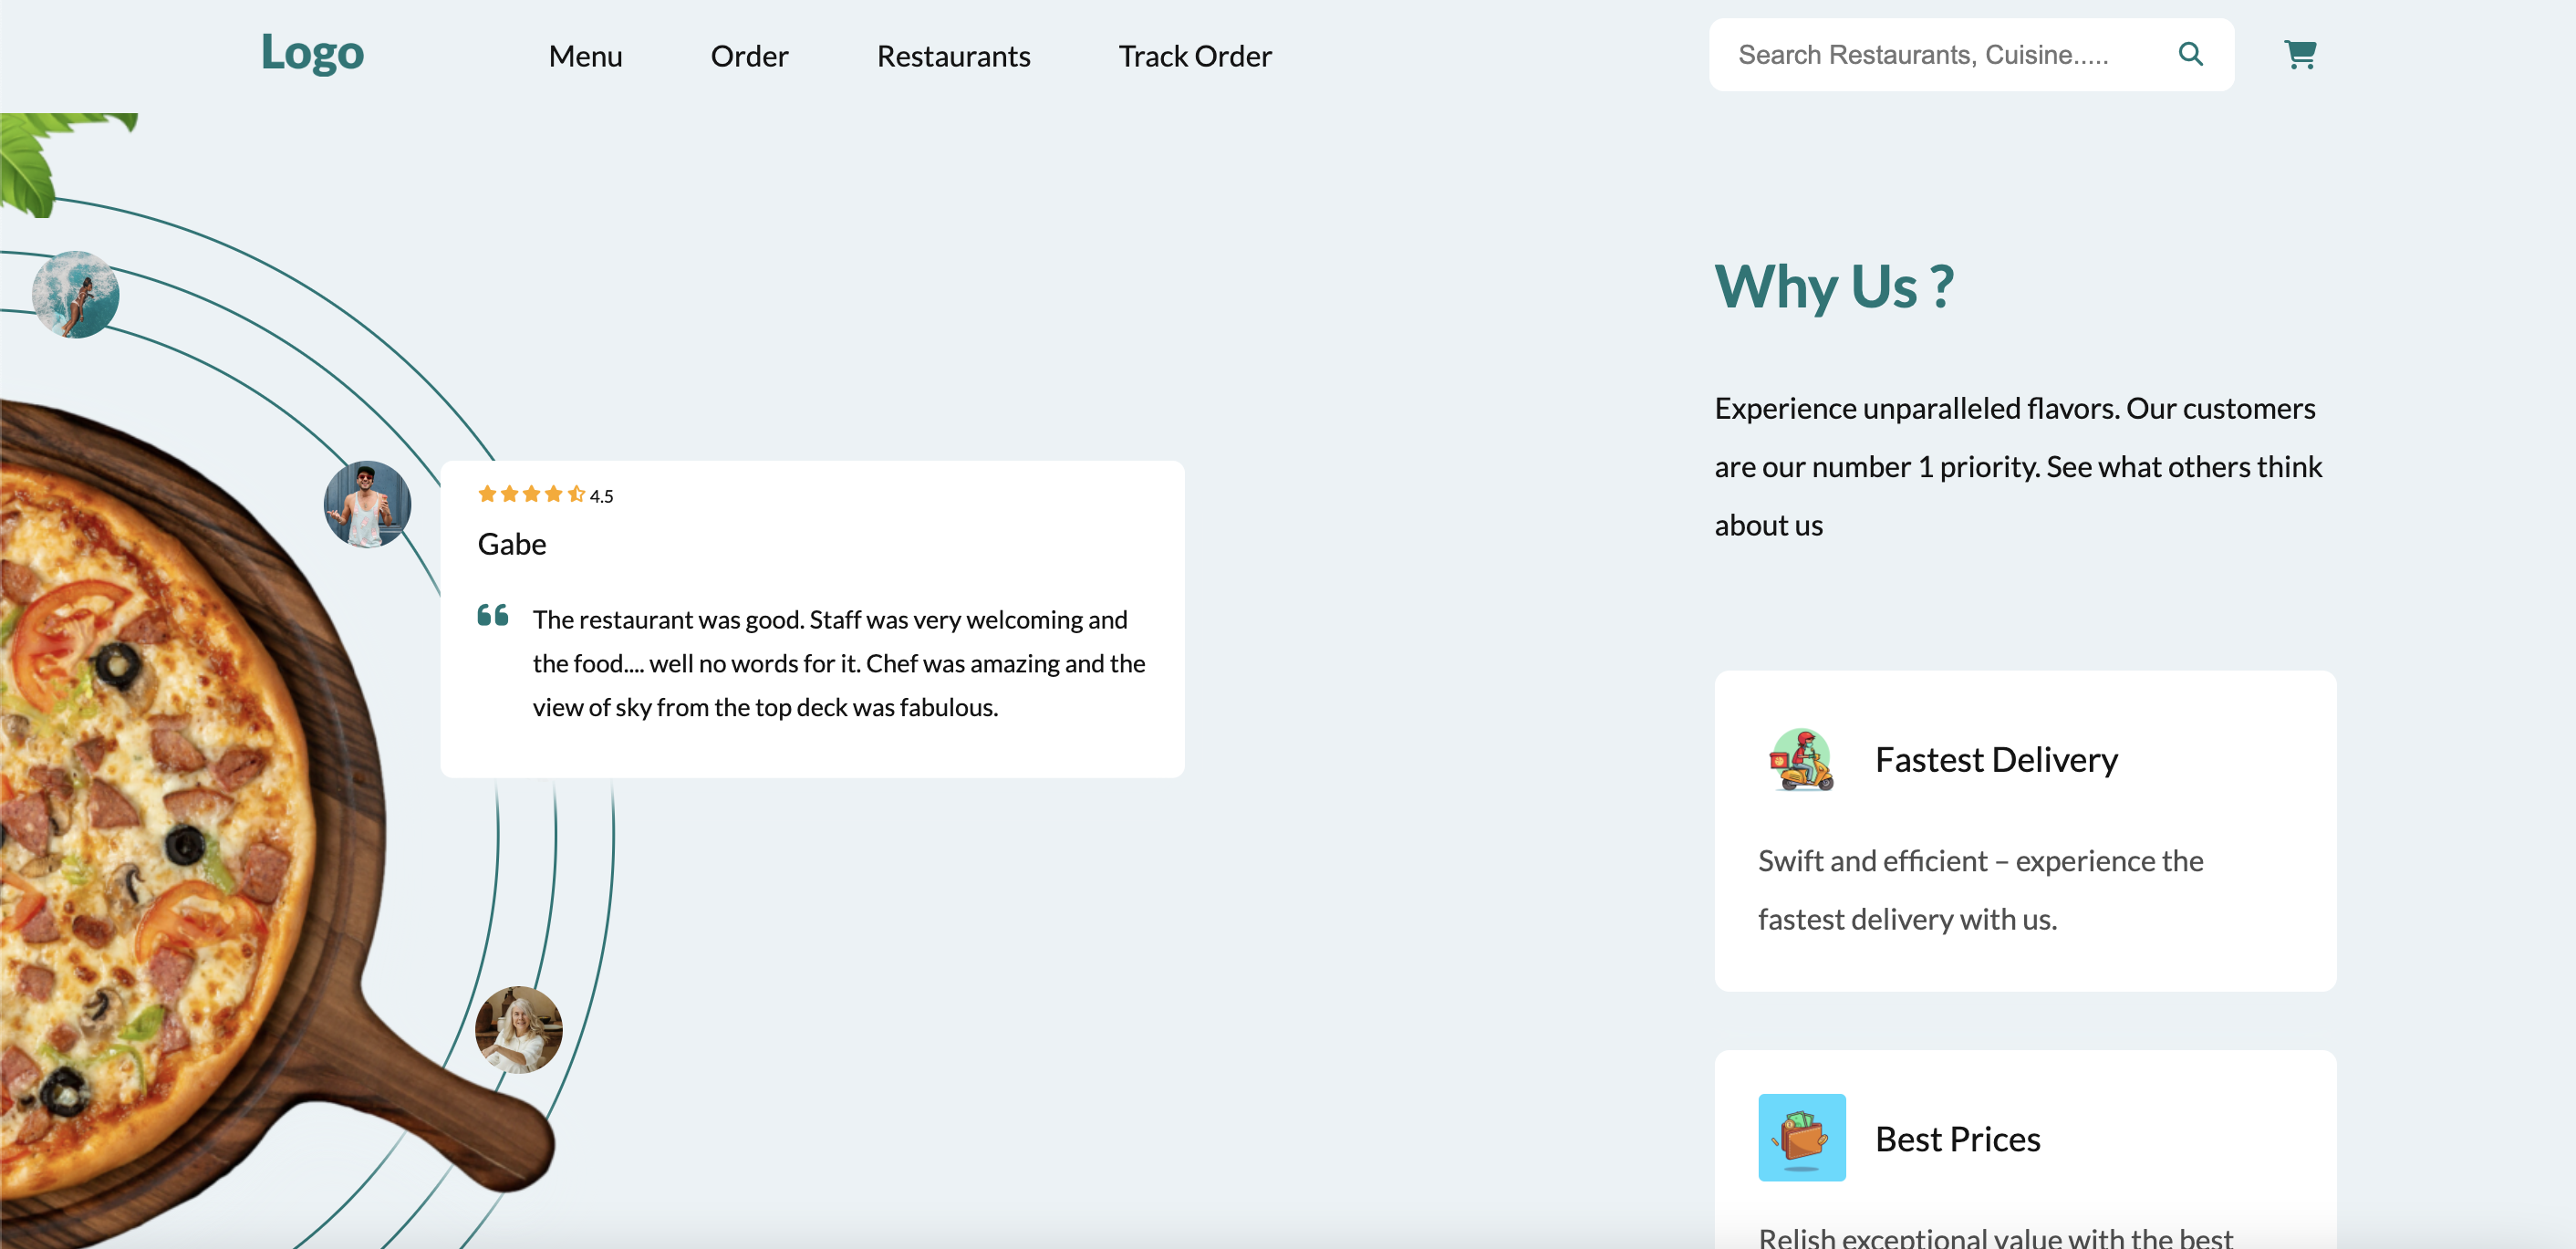 Logo
Menu
Order
Restaurants
Track Order
Search Restaurants, Cuisine.....
4.5
Gabe
The restaurant was good. Staff was very welcoming and
the food.... well no words for it. Chef was amazing and the
view of sky from the top deck was fabulous.
Why Us ?
Experience unparalleled flavors. Our customers
are our number 1 priority. See what others think
about us
Fastest Delivery
Swift and efficient – experience the
fastest delivery with us.
Best Prices
Relish exceptional value with the best